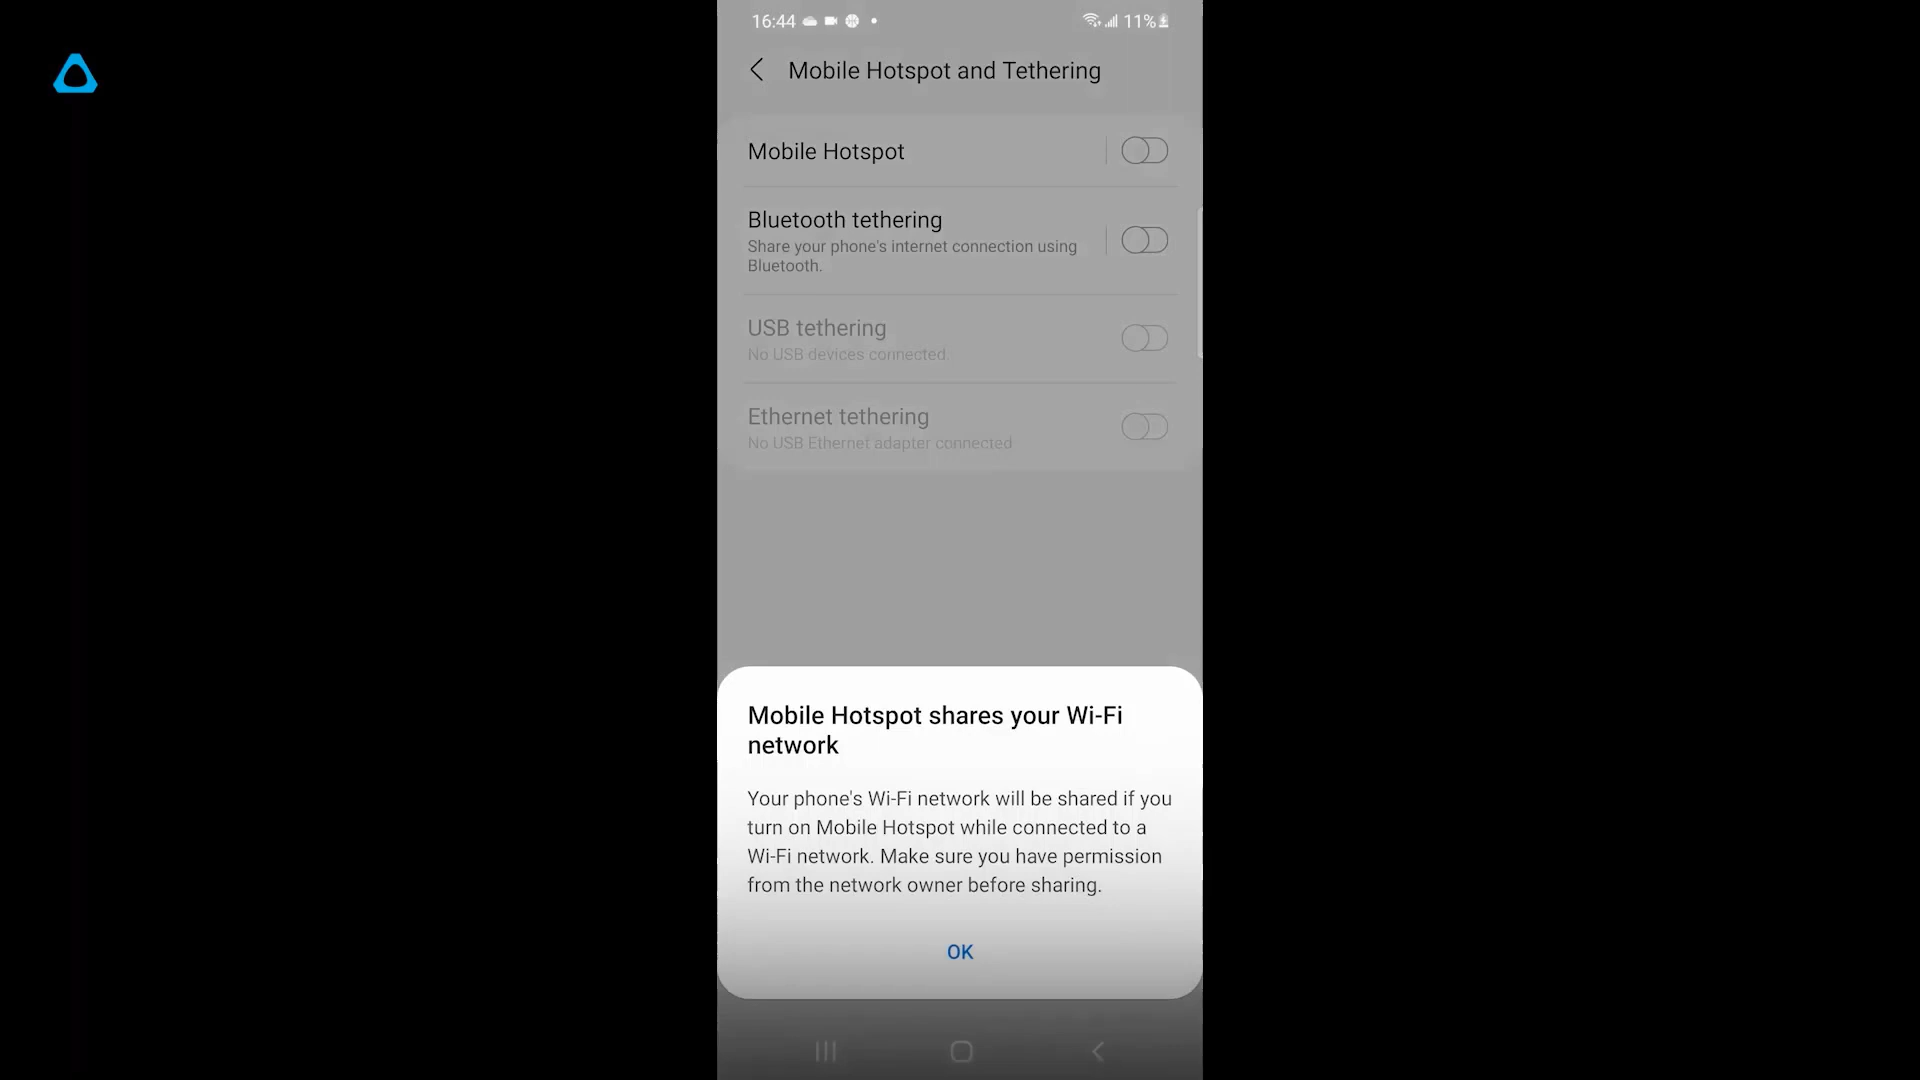 16:44 11%
Mobile Hotspot and Tethering
Mobile Hotspot
Bluetooth tethering
Share your phone's internet connection using
Bluetooth.
USB tethering
No USB devices connected.
Ethernet tethering
No USB Ethernet adapter connected
Mobile Hotspot shares your Wi-Fi
network
Your phone's Wi-Fi network will be shared if you
turn on Mobile Hotspot while connected to a
Wi-Fi network. Make sure you have permission
from the network owner before sharing.
OK